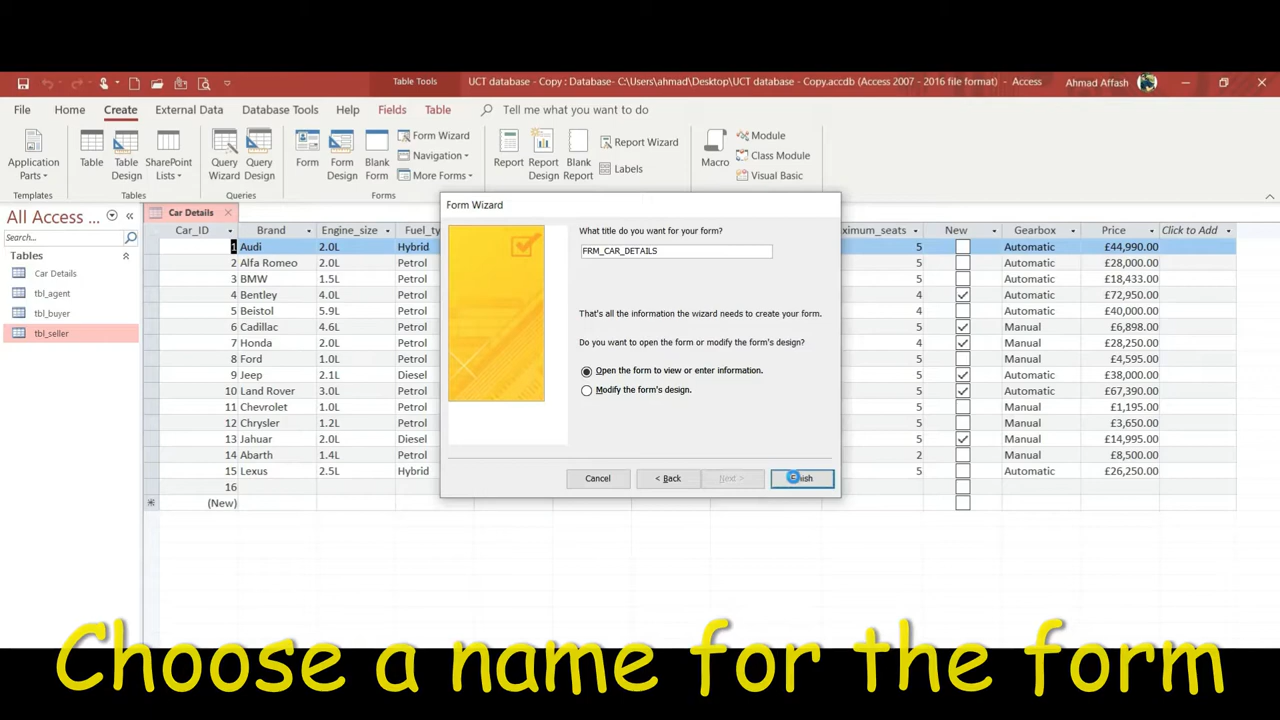 Table Tools
UCT database - Copy : Database- C:\Users\ahmad\Desktop\UCT database - Copy.accdb (Access 2007 - 2016 file format) - Access
Ahmad Affash
File Home Create External Data Database Tools Help Fields Table Tell me what you want to do
Application Parts
Table
Table Design
SharePoint Lists
Query Wizard
Query Design
Form
Form Design
Blank Form
Form Wizard
Navigation
More Forms
Report
Report Design
Blank Report
Report Wizard
Labels
Macro
Module
Class Module
Visual Basic
Templates Tables Queries Forms
All Access ...
Search...
Tables
Car Details
tbl_agent
tbl_buyer
tbl_seller
Car Details
Car_ID Brand Engine_size Fuel_ty New Gearbox Price Click to Add
1 Audi 2.0L Hybrid 5 Automatic £44,990.00
2 Alfa Romeo 2.0L Petrol 5 Automatic £28,000.00
3 BMW 1.5L Petrol 5 Automatic £18,433.00
4 Bentley 4.0L Petrol 4 Automatic £72,950.00
5 Beistol 5.9L Petrol 4 Automatic £40,000.00
6 Cadillac 4.6L Petrol 5 Manual £6,898.00
7 Honda 2.0L Petrol 4 Manual £28,250.00
8 Ford 1.0L Petrol 5 Manual £4,595.00
9 Jeep 2.1L Diesel 5 Automatic £38,000.00
10 Land Rover 3.0L Petrol 5 Automatic £67,390.00
11 Chevrolet 1.0L Petrol 5 Manual £1,195.00
12 Chrysler 1.2L Petrol 5 Manual £3,650.00
13 Jahuar 2.0L Diesel 5 Manual £14,995.00
14 Abarth 1.4L Petrol 2 Manual £8,500.00
15 Lexus 2.5L Hybrid 5 Automatic £26,250.00
16
(New)
Form Wizard
What title do you want for your form?
FRM_CAR_DETAILS
That's all the information the wizard needs to create your form.
Do you want to open the form or modify the form's design?
Open the form to view or enter information.
Modify the form's design.
Cancel < Back Next >
Choose a name for the form